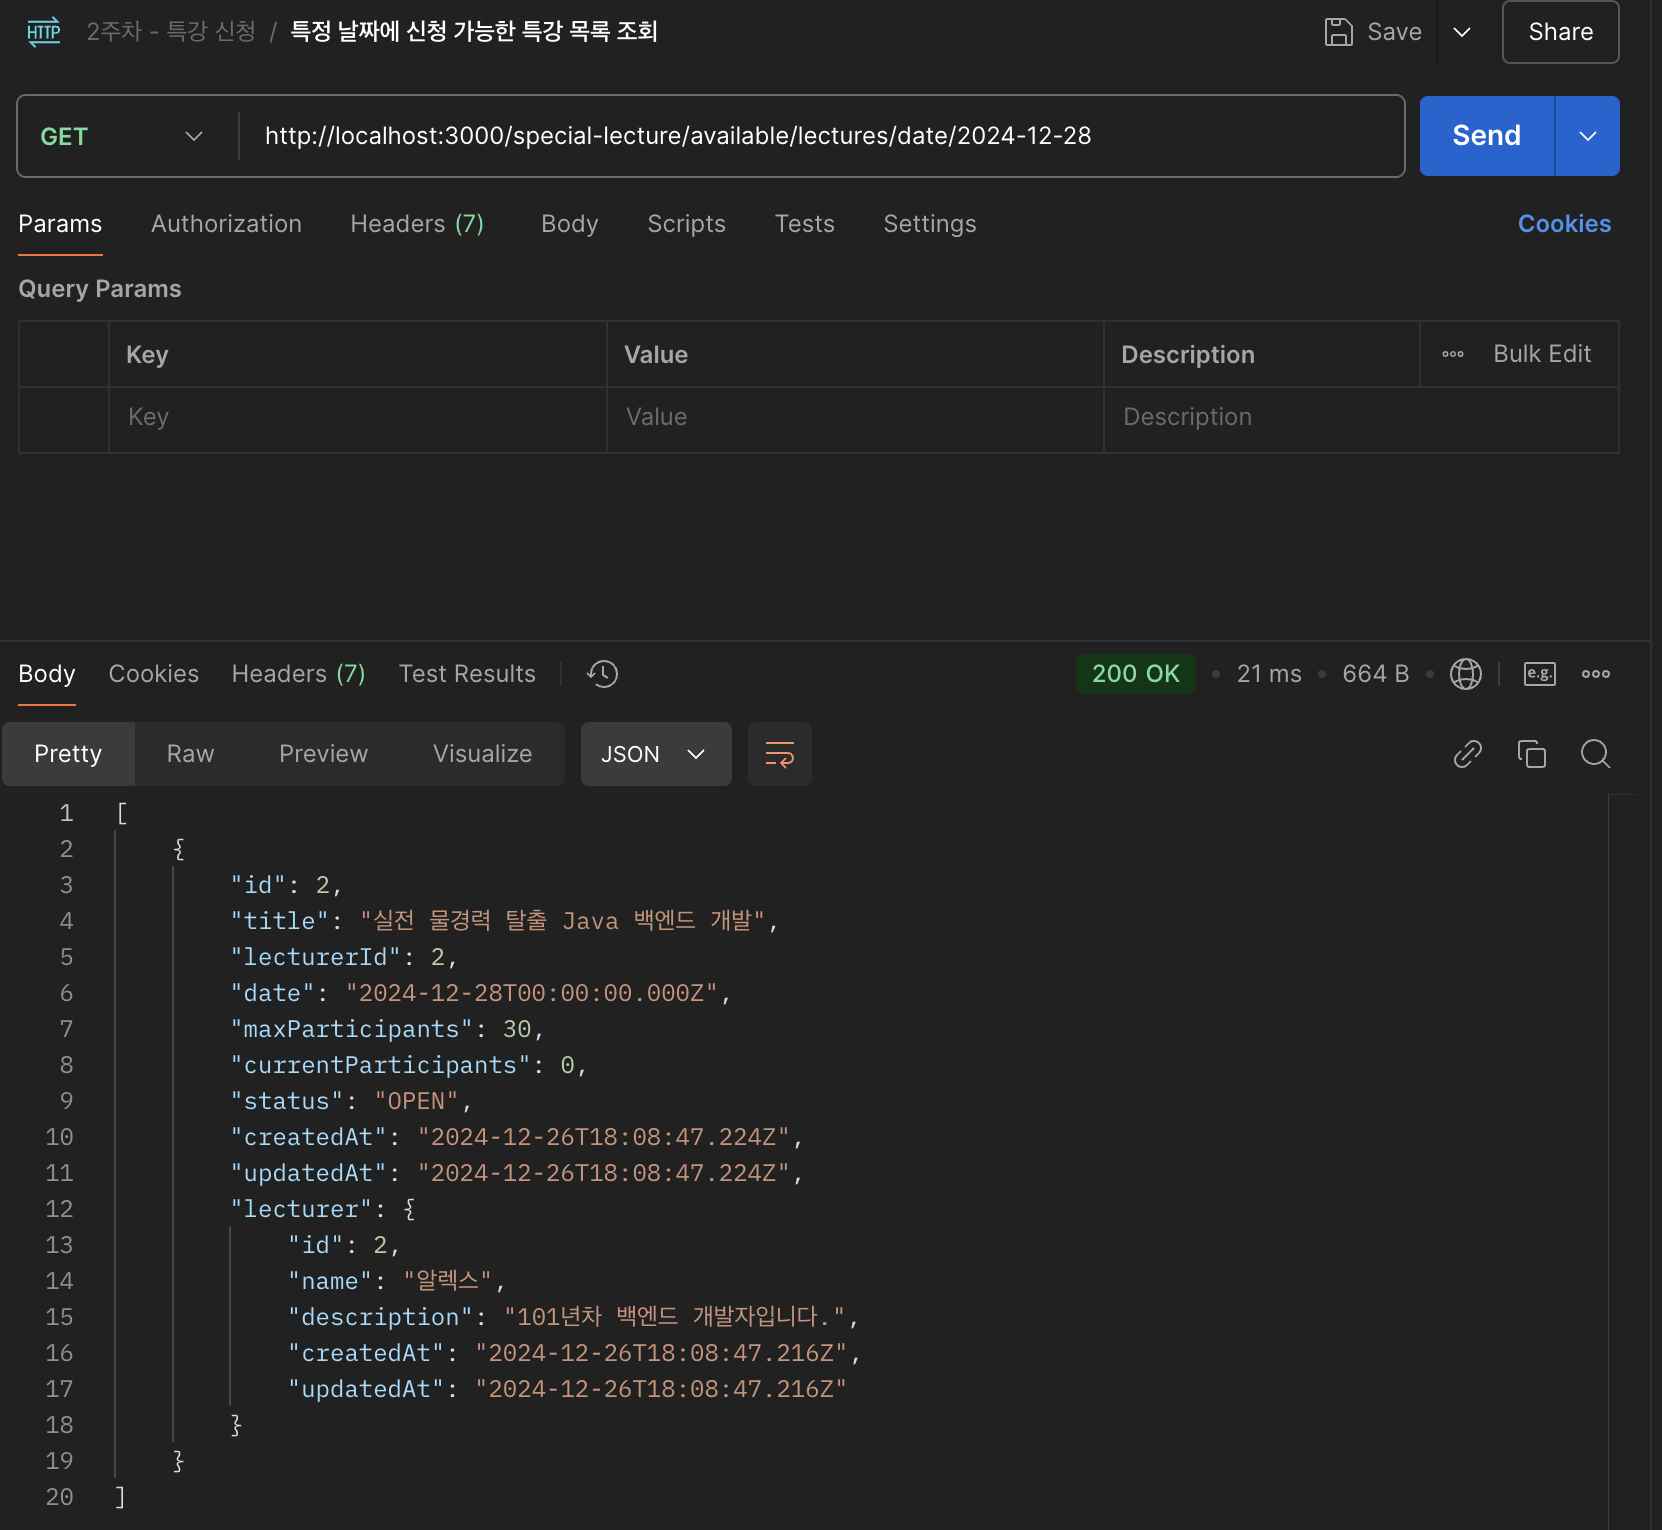 HTTP 2주차 - 특강 신청 / 특정 날짜에 신청 가능한 특강 목록 조회 Save Share
GET http://localhost:3000/special-lecture/available/lectures/date/2024-12-28 Send
Params Authorization Headers (7) Body Scripts Tests Settings Cookies
Query Params
Key Value Description Bulk Edit
Key Value Description
Body Cookies Headers (7) Test Results 200 OK • 21 ms • 664 B • e.g.
Pretty Raw Preview Visualize JSON
1 [
2 {
3 "id": 2,
4 "title": "실전 물경력 탈출 Java 백엔드 개발",
5 "lecturerId": 2,
6 "date": "2024-12-28T00:00:00.000Z",
7 "maxParticipants": 30,
8 "currentParticipants": 0,
9 "status": "OPEN",
10 "createdAt": "2024-12-26T18:08:47.224Z",
11 "updatedAt": "2024-12-26T18:08:47.224Z",
12 "lecturer": {
13 "id": 2,
14 "name": "알렉스",
15 "description": "101년차 백엔드 개발자입니다.",
16 "createdAt": "2024-12-26T18:08:47.216Z",
17 "updatedAt": "2024-12-26T18:08:47.216Z"
18 }
19 }
20 ]